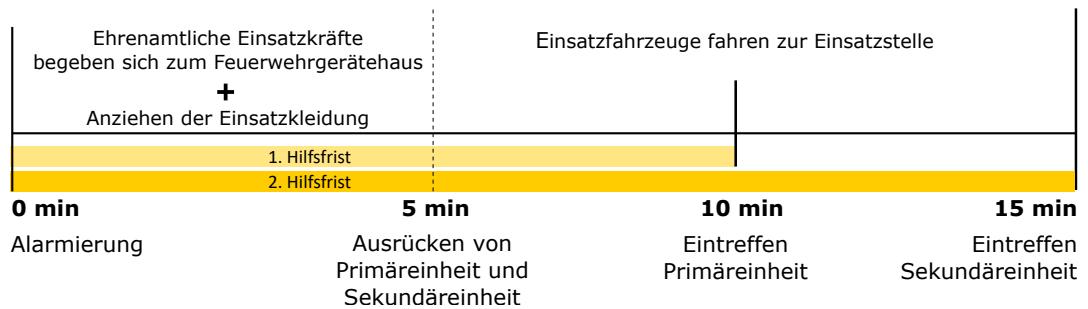 Ehrenamtliche Einsatzkräfte
begeben sich zum Feuerwehrgerätehaus
+
Anziehen der Einsatzkleidung
Einsatzfahrzeuge fahren zur Einsatzstelle
1. Hilfsfrist
2. Hilfsfrist
0 min
Alarmierung
5 min
Ausrücken von
Primäreinheit und
Sekundäreinheit
10 min
Eintreffen
Primäreinheit
15 min
Eintreffen
Sekundäreinheit